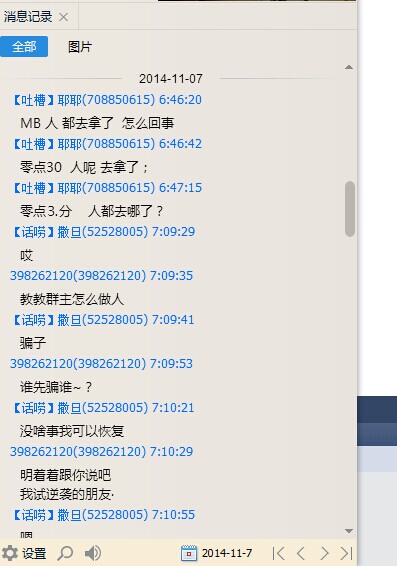 消息记录
全部 图片
2014-11-07
【吐槽】耶耶(708850615) 6:46:20
MB 人 都去拿了 怎么回事
【吐槽】耶耶(708850615) 6:46:42
零点30 人呢 去拿了；
【吐槽】耶耶(708850615) 6:47:15
零点3.分 人都去哪了？
【话唠】撒旦(52528005) 7:09:29
哎
398262120(398262120) 7:09:35
教教群主怎么做人
【话唠】撒旦(52528005) 7:09:41
骗子
398262120(398262120) 7:09:53
谁先骗谁~？
【话唠】撒旦(52528005) 7:10:21
没啥事我可以恢复
398262120(398262120) 7:10:29
明着着跟你说吧
我试逆袭的朋友·
【话唠】撒旦(52528005) 7:10:55
嗯
设置 2014-11-7